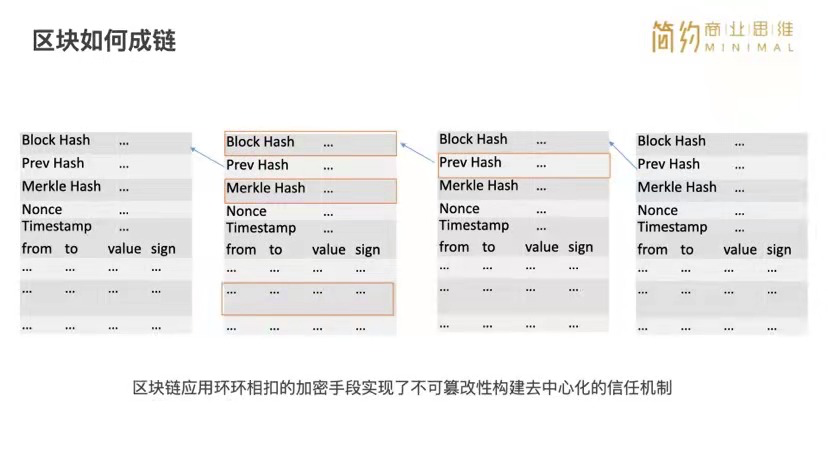 区块如何成链
简约商业思维
MINIMAL
Block Hash ...
Prev Hash ...
Merkle Hash ...
Nonce ...
Timestamp ...
from to value sign
... ... ... ...
... ... ... ...
... ... ... ...
Block Hash ...
Prev Hash ...
Merkle Hash ...
Nonce ...
Timestamp ...
from to value sign
... ... ... ...
... ... ... ...
... ... ... ...
Block Hash ...
Prev Hash ...
Merkle Hash ...
Nonce ...
Timestamp ...
from to value sign
... ... ... ...
... ... ... ...
... ... ... ...
Block Hash ...
Prev Hash ...
Merkle Hash ...
Nonce ...
Timestamp ...
from to value sign
... ... ... ...
... ... ... ...
... ... ... ...
区块链应用环环相扣的加密手段实现了不可篡改性构建去中心化的信任机制